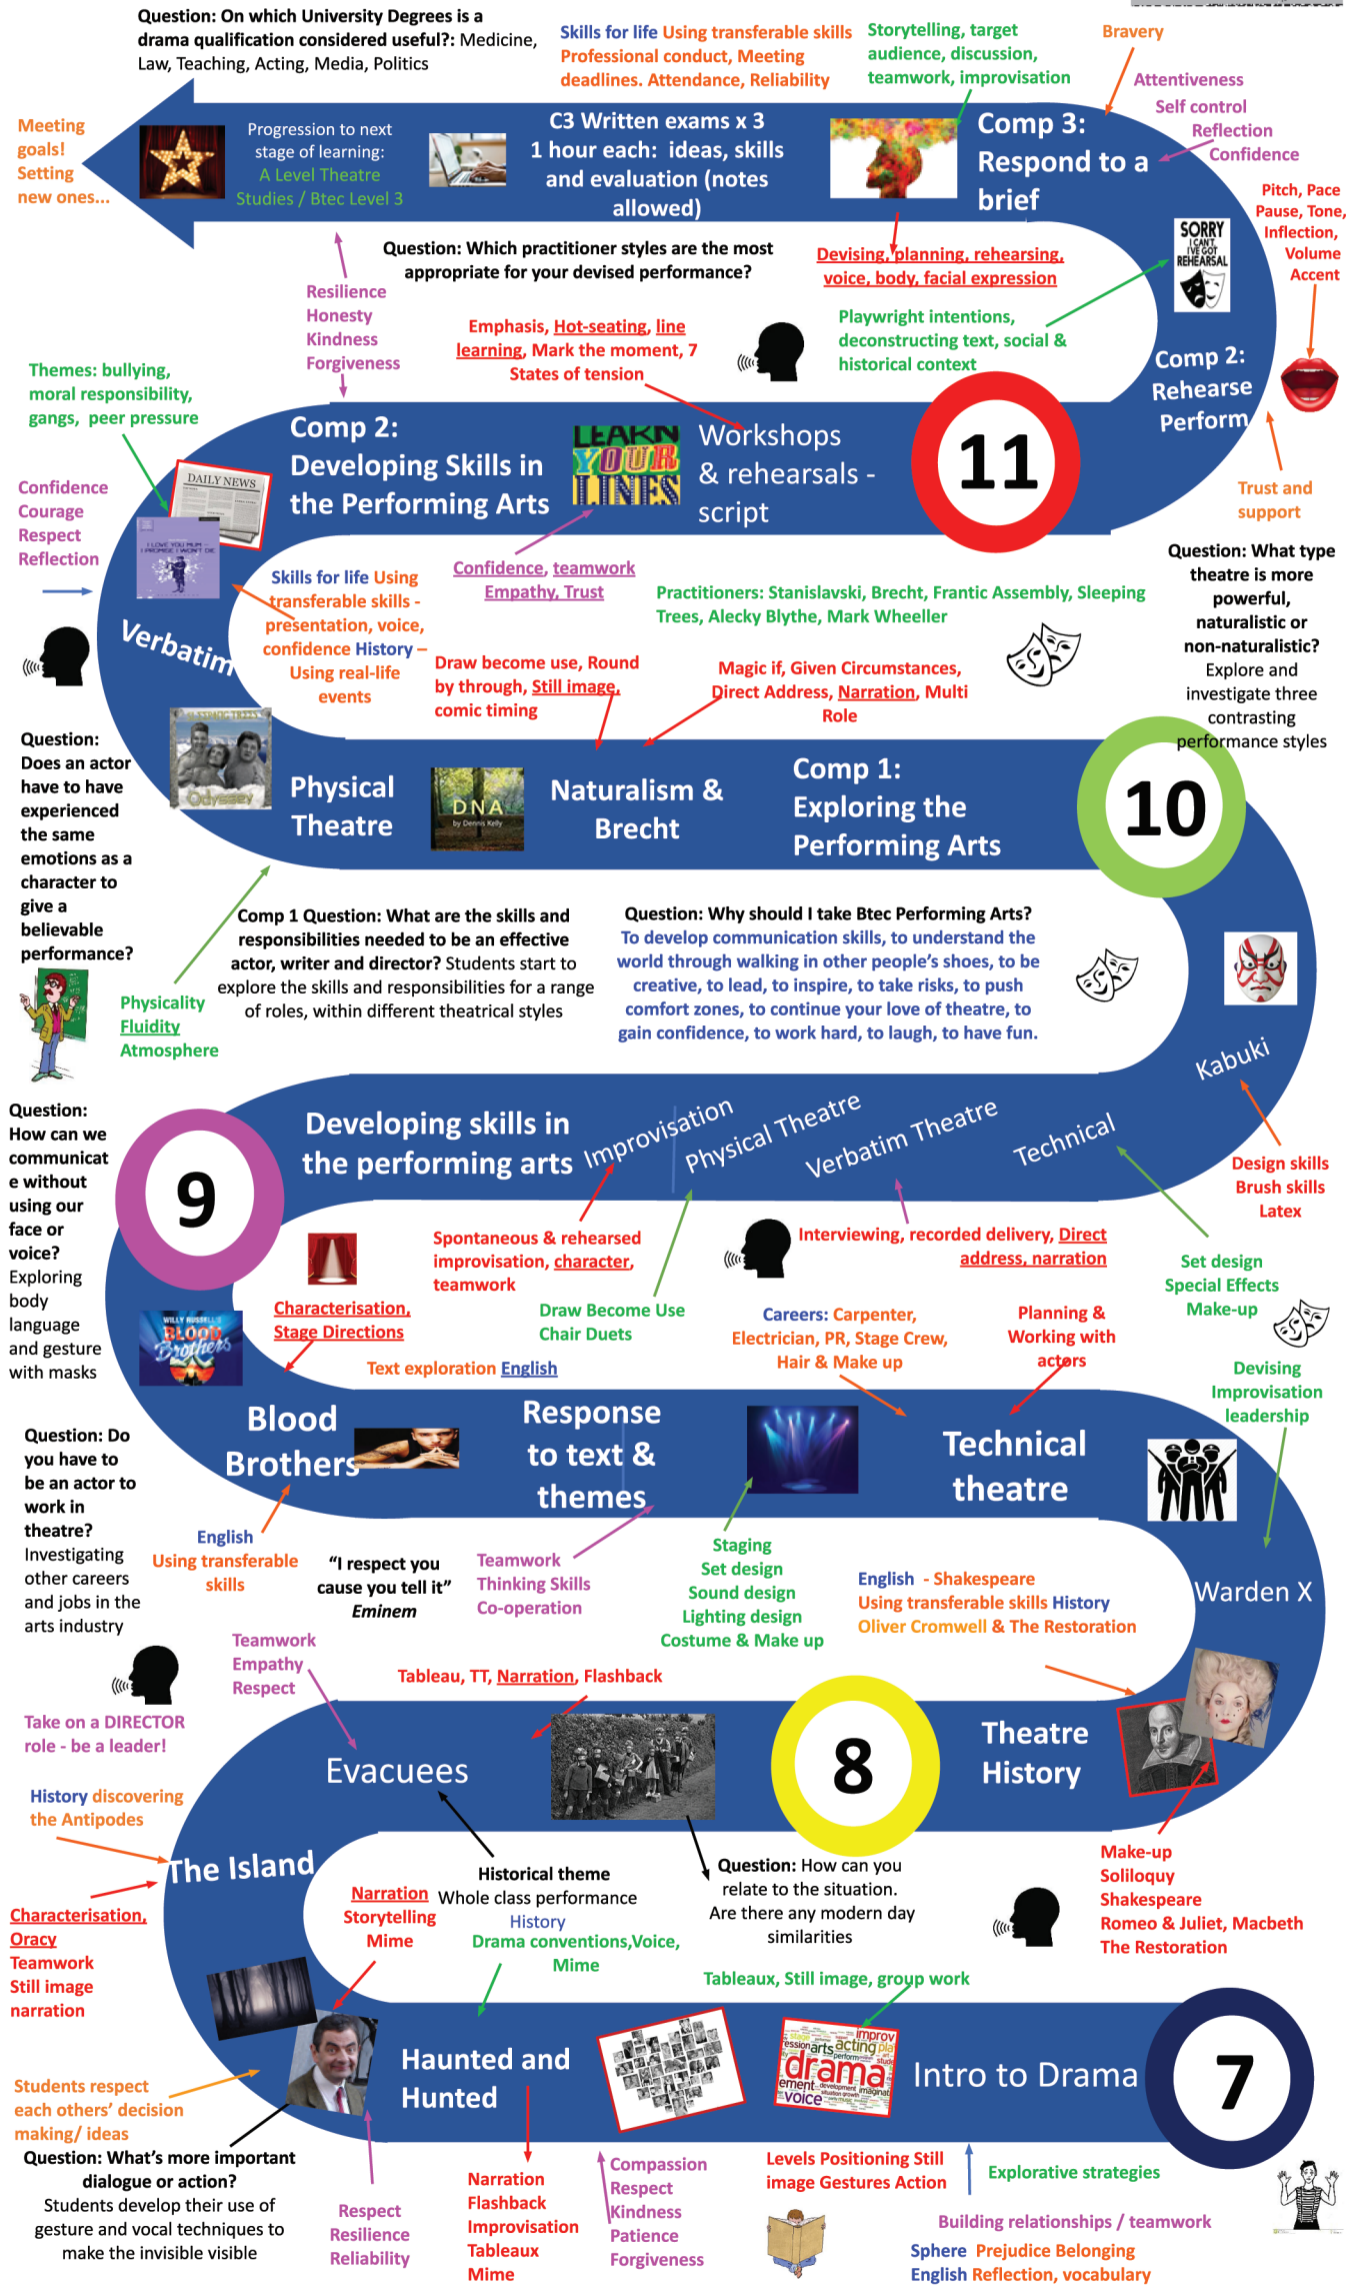 Question: On which University Degrees is a
drama qualification considered useful?: Medicine,
Law, Teaching, Acting, Media, Politics
Skills for life Using transferable skills
Professional conduct, Meeting
deadlines. Attendance, Reliability
Storytelling, target
audience, discussion,
teamwork, improvisation
Bravery
Attentiveness
Self control
Reflection
Confidence
Meeting
goals!
Setting
new ones...
Progression to next
stage of learning:
A Level Theatre
Studies / Btec Level 3
C3 Written exams x 3
1 hour each: ideas, skills
and evaluation (notes
allowed)
Comp 3:
Respond to a
brief
Pitch, Pace
Pause, Tone,
Inflection,
Volume
Accent
SORRY
I CAN'T
I'VE GOT
REHEARSAL
Question: Which practitioner styles are the most
appropriate for your devised performance?
Devising, planning, rehearsing,
voice, body, facial expression
Resilience
Honesty
Kindness
Forgiveness
Emphasis, Hot-seating, line
learning, Mark the moment, 7
States of tension
Playwright intentions,
deconstructing text, social &
historical context
Comp 2:
Rehearse
Perform
Themes: bullying,
moral responsibility,
gangs, peer pressure
Comp 2:
Developing Skills in
the Performing Arts
LEARN
YOUR
LINES
Workshops
& rehearsals -
script
11
DAILY NEWS
I LOVE YOU MUM –
I PROMISE I WON'T DIE
Confidence
Courage
Respect
Reflection
Trust and
support
Verbatim
Skills for life Using
transferable skills -
presentation, voice,
confidence History –
Using real-life
events
Confidence, teamwork
Empathy, Trust
Practitioners: Stanislavski, Brecht, Frantic Assembly, Sleeping
Trees, Alecky Blythe, Mark Wheeller
Question: What type
theatre is more
powerful,
naturalistic or
non-naturalistic?
Explore and
investigate three
contrasting
performance styles
Draw become use, Round
by through, Still image,
comic timing
Magic if, Given Circumstances,
Direct Address, Narration, Multi
Role
Question:
Does an actor
have to have
experienced
the same
emotions as a
character to
give a
believable
performance?
SLEEPING TREES
Odyssey
Physical
Theatre
DNA
by Dennis Kelly
Naturalism &
Brecht
Comp 1:
Exploring the
Performing Arts
10
Comp 1 Question: What are the skills and
responsibilities needed to be an effective
actor, writer and director? Students start to
explore the skills and responsibilities for a range
of roles, within different theatrical styles
Question: Why should I take Btec Performing Arts?
To develop communication skills, to understand the
world through walking in other people's shoes, to be
creative, to lead, to inspire, to take risks, to push
comfort zones, to continue your love of theatre, to
gain confidence, to work hard, to laugh, to have fun.
Physicality
Fluidity
Atmosphere
Kabuki
Question:
How can we
communicat
e without
using our
face or
voice?
Exploring
body
language
and gesture
with masks
9
Developing skills in
the performing arts
Improvisation
Physical Theatre
Verbatim Theatre
Technical
Design skills
Brush skills
Latex
Spontaneous & rehearsed
improvisation, character,
teamwork
Interviewing, recorded delivery, Direct
address, narration
Set design
Special Effects
Make-up
Characterisation,
Stage Directions
Draw Become Use
Chair Duets
Careers: Carpenter,
Electrician, PR, Stage Crew,
Hair & Make up
Planning &
Working with
actors
WILLY RUSSELL'S
BLOOD
Brothers
Text exploration English
Devising
Improvisation
leadership
Blood
Brothers
Response
to text &
themes
Technical
theatre
Question: Do
you have to
be an actor to
work in
theatre?
Investigating
other careers
and jobs in the
arts industry
English
Using transferable
skills
“I respect you
cause you tell it”
Eminem
Teamwork
Thinking Skills
Co-operation
Staging
Set design
Sound design
Lighting design
Costume & Make up
English - Shakespeare
Using transferable skills History
Oliver Cromwell & The Restoration
Warden X
Teamwork
Empathy
Respect
Tableau, TT, Narration, Flashback
Take on a DIRECTOR
role - be a leader!
Evacuees
8
Theatre
History
History discovering
the Antipodes
The Island
Historical theme
Whole class performance
History
Drama conventions,Voice,
Mime
Narration
Storytelling
Mime
Question: How can you
relate to the situation.
Are there any modern day
similarities
Make-up
Soliloquy
Shakespeare
Romeo & Juliet, Macbeth
The Restoration
Characterisation,
Oracy
Teamwork
Still image
narration
Tableaux, Still image, group work
Haunted and
Hunted
improv
acting
drama
voice
Intro to Drama
7
Students respect
each others' decision
making/ ideas
Question: What's more important
dialogue or action?
Students develop their use of
gesture and vocal techniques to
make the invisible visible
Respect
Resilience
Reliability
Narration
Flashback
Improvisation
Tableaux
Mime
Compassion
Respect
Kindness
Patience
Forgiveness
Levels Positioning Still
image Gestures Action
Explorative strategies
Building relationships / teamwork
Sphere Prejudice Belonging
English Reflection, vocabulary